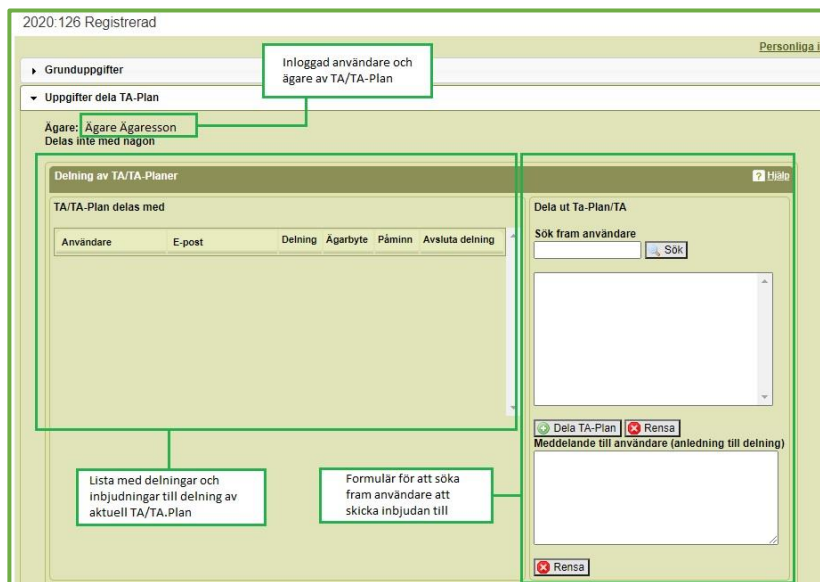 2020:126 Registrerad
Personliga i
Grunduppgifter
Inloggad användare och
ägare av TA/TA-Plan
Uppgifter dela TA-Plan
Ägare: Ägare Ägaresson
Delas inte med någon
Delning av TA/TA-Planer
? Hjälp
TA/TA-Plan delas med
Användare E-post Delning Ägarbyte Påminn Avsluta delning
Dela ut Ta-Plan/TA
Sök fram användare
Sök
Dela TA-Plan Rensa
Meddelande till användare (anledning till delning)
Rensa
Lista med delningar och
inbjudningar till delning av
aktuell TA/TA.Plan
Formulär för att söka
fram användare att
skicka inbjudan till